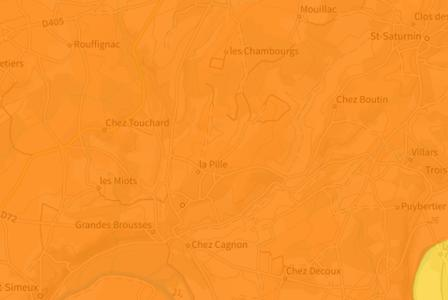 Mouillac
Clos des
D405
St-Saturnin
Rouffignac
les Chambourgs
etiers
Chez Boutin
Chez Touchard
Villars
la Pille
Trois
les Miots
Puybertier
D72
Grandes Brousses
Chez Cagnon
Chez Decoux
t Simeux